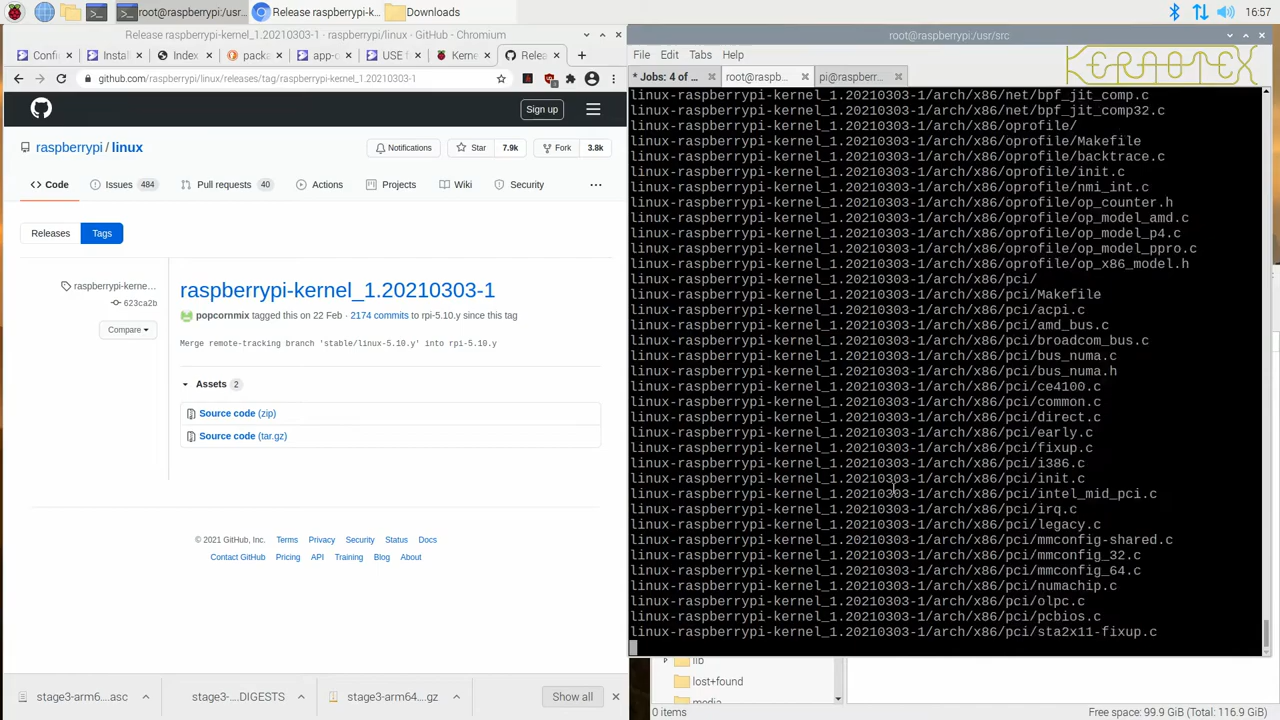 root@raspberrypi:/usr...
Release raspberrypi-k...
Downloads
16:57
Release raspberrypi-kernel_1.20210303-1 · raspberrypi/linux - GitHub - Chromium
Confi
Instal
Index
packa
app-c
USE f
Kerne
Relea
github.com/raspberrypi/linux/releases/tag/raspberrypi-kernel_1.20210303-1
Sign up
raspberrypi / linux
Notifications
Star
7.9k
Fork
3.8k
<> Code
Issues 484
Pull requests 40
Actions
Projects
Wiki
Security
Releases
Tags
raspberrypi-kerne...
623ca2b
Compare
raspberrypi-kernel_1.20210303-1
popcornmix tagged this on 22 Feb · 2174 commits to rpi-5.10.y since this tag
Merge remote-tracking branch 'stable/linux-5.10.y' into rpi-5.10.y
Assets 2
Source code (zip)
Source code (tar.gz)
© 2021 GitHub, Inc.
Terms
Privacy
Security
Status
Docs
Contact GitHub
Pricing
API
Training
Blog
About
stage3-arm6....asc
stage3-....DIGESTS
stage3-arm64....gz
Show all
root@raspberrypi:/usr/src
File Edit Tabs Help
* Jobs: 4 of ...
root@raspb...
pi@raspberr...
linux-raspberrypi-kernel_1.20210303-1/arch/x86/net/bpf_jit_comp.c
linux-raspberrypi-kernel_1.20210303-1/arch/x86/net/bpf_jit_comp32.c
linux-raspberrypi-kernel_1.20210303-1/arch/x86/oprofile/
linux-raspberrypi-kernel_1.20210303-1/arch/x86/oprofile/Makefile
linux-raspberrypi-kernel_1.20210303-1/arch/x86/oprofile/backtrace.c
linux-raspberrypi-kernel_1.20210303-1/arch/x86/oprofile/init.c
linux-raspberrypi-kernel_1.20210303-1/arch/x86/oprofile/nmi_int.c
linux-raspberrypi-kernel_1.20210303-1/arch/x86/oprofile/op_counter.h
linux-raspberrypi-kernel_1.20210303-1/arch/x86/oprofile/op_model_amd.c
linux-raspberrypi-kernel_1.20210303-1/arch/x86/oprofile/op_model_p4.c
linux-raspberrypi-kernel_1.20210303-1/arch/x86/oprofile/op_model_ppro.c
linux-raspberrypi-kernel_1.20210303-1/arch/x86/oprofile/op_x86_model.h
linux-raspberrypi-kernel_1.20210303-1/arch/x86/pci/
linux-raspberrypi-kernel_1.20210303-1/arch/x86/pci/Makefile
linux-raspberrypi-kernel_1.20210303-1/arch/x86/pci/acpi.c
linux-raspberrypi-kernel_1.20210303-1/arch/x86/pci/amd_bus.c
linux-raspberrypi-kernel_1.20210303-1/arch/x86/pci/broadcom_bus.c
linux-raspberrypi-kernel_1.20210303-1/arch/x86/pci/bus_numa.c
linux-raspberrypi-kernel_1.20210303-1/arch/x86/pci/bus_numa.h
linux-raspberrypi-kernel_1.20210303-1/arch/x86/pci/ce4100.c
linux-raspberrypi-kernel_1.20210303-1/arch/x86/pci/common.c
linux-raspberrypi-kernel_1.20210303-1/arch/x86/pci/direct.c
linux-raspberrypi-kernel_1.20210303-1/arch/x86/pci/early.c
linux-raspberrypi-kernel_1.20210303-1/arch/x86/pci/fixup.c
linux-raspberrypi-kernel_1.20210303-1/arch/x86/pci/i386.c
linux-raspberrypi-kernel_1.20210303-1/arch/x86/pci/init.c
linux-raspberrypi-kernel_1.20210303-1/arch/x86/pci/intel_mid_pci.c
linux-raspberrypi-kernel_1.20210303-1/arch/x86/pci/irq.c
linux-raspberrypi-kernel_1.20210303-1/arch/x86/pci/legacy.c
linux-raspberrypi-kernel_1.20210303-1/arch/x86/pci/mmconfig-shared.c
linux-raspberrypi-kernel_1.20210303-1/arch/x86/pci/mmconfig_32.c
linux-raspberrypi-kernel_1.20210303-1/arch/x86/pci/mmconfig_64.c
linux-raspberrypi-kernel_1.20210303-1/arch/x86/pci/numachip.c
linux-raspberrypi-kernel_1.20210303-1/arch/x86/pci/olpc.c
linux-raspberrypi-kernel_1.20210303-1/arch/x86/pci/pcbios.c
linux-raspberrypi-kernel_1.20210303-1/arch/x86/pci/sta2x11-fixup.c
lib
lost+found
media
0 items
Free space: 99.9 GiB (Total: 116.9 GiB)